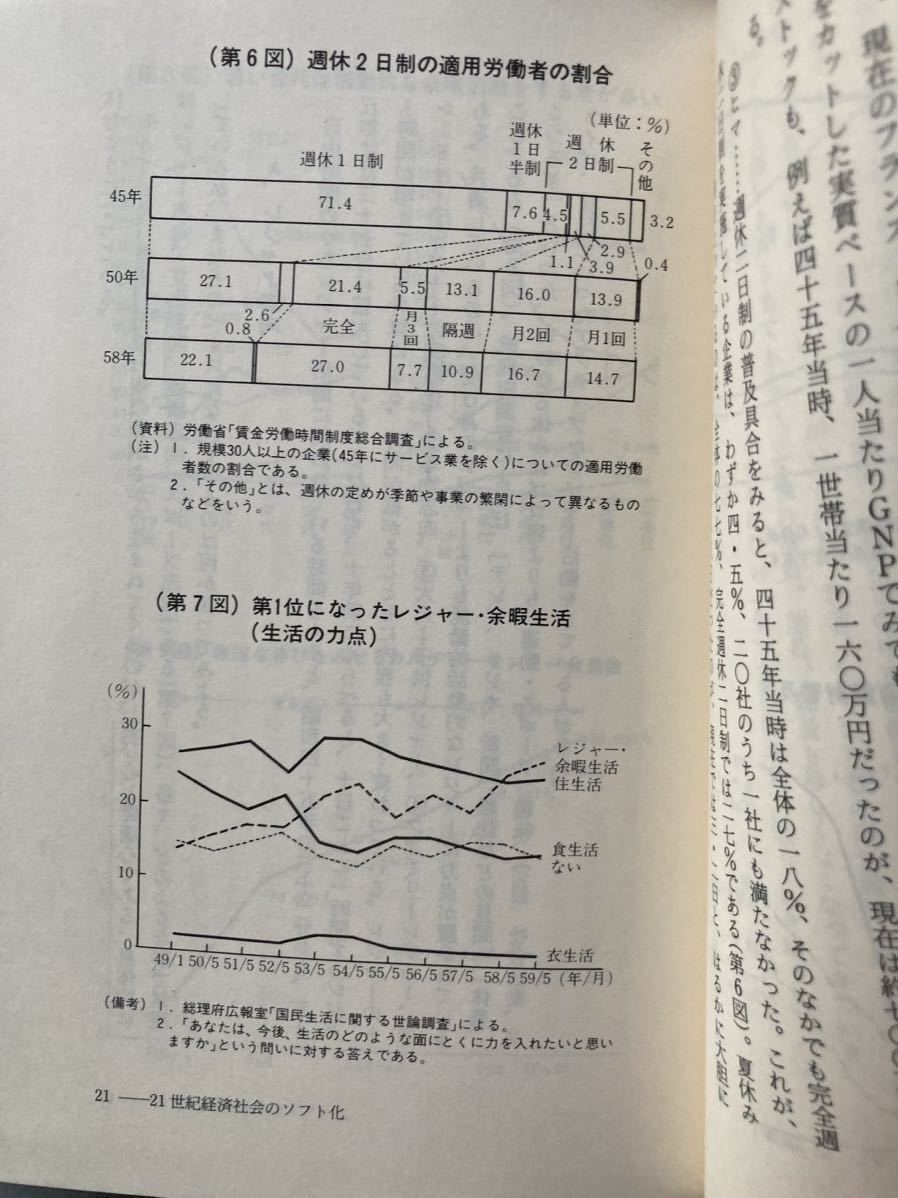 (第6図) 週休2日制の適用労働者の割合
(単位:%)
週休1日制
週休1日半制
週休2日制
その他
45年
71.4
7.6
4.5
5.5
3.2
1.1
3.9
2.9
0.4
50年
27.1
21.4
5.5
13.1
16.0
13.9
2.6
0.8
完全
月3回
隔週
月2回
月1回
58年
22.1
27.0
7.7
10.9
16.7
14.7
(資料) 労働省「賃金労働時間制度総合調査」による。
(注) 1. 規模30人以上の企業(45年にサービス業を除く)についての適用労働
者数の割合である。
2.「その他」とは、週休の定めが季節や事業の繁閑によって異なるもの
などをいう。
(第7図) 第1位になったレジャー・余暇生活
(生活の力点)
(%)
30
20
10
0
レジャー・
余暇生活
住生活
食生活
ない
衣生活
49/1 50/5 51/5 52/5 53/5 54/5 55/5 56/5 57/5 58/5 59/5 (年/月)
(備考) 1. 総理府広報室「国民生活に関する世論調査」による。
2.「あなたは、今後、生活のどのような面にとくに力を入れたいと思い
ますか」という問いに対する答えである。
21 ――21世紀経済社会のソフト化
現在のフランス
をカットした実質ベースの一人当たりGNPでみても
トックも、例えば四十五年当時、一世帯当たり一六〇万円だったのが、現在は約七〇〇
る。
⑨ヒマ……週休二日制の普及具合をみると、四十五年当時は全体の一八%、そのなかでも完全週
実施している企業は、わずか四・五%、二〇社のうち一社にも満たなかった。これが、
七七%、完全週休二日制では二七%である(第6図)。夏休み
はるかに大胆に